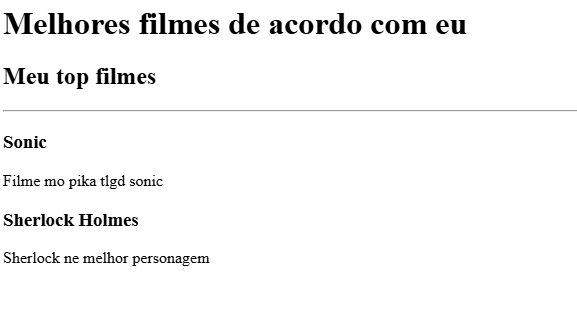 Melhores filmes de acordo com eu
Meu top filmes
Sonic
Filme mo pika tlgd sonic
Sherlock Holmes
Sherlock ne melhor personagem